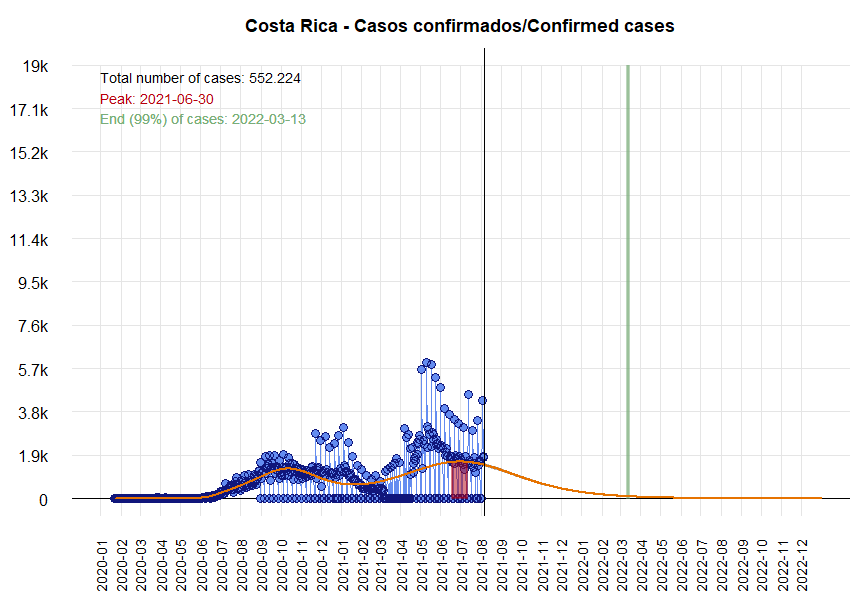 Costa Rica - Casos confirmados/Confirmed cases
19k
Total number of cases: 552.224
Peak: 2021-06-30
17.1k
End (99%) of cases: 2022-03-13
15.2k
13.3k
11.4k
9.5k
7.6k
5.7k
3.8k
1.9k
0
2020-01
2020-02
2020-03
2020-04
2020-05
2020-06
2020-07
2020-08
2020-09
2020-10
2020-11
2020-12
2021-01
2021-02
2021-03
2021-04
2021-05
2021-06
2021-07
2021-08
2021-09
2021-10
2021-11
2021-12
2022-01
2022-02
2022-03
2022-04
2022-05
2022-06
2022-07
2022-08
2022-09
2022-10
2022-11
2022-12